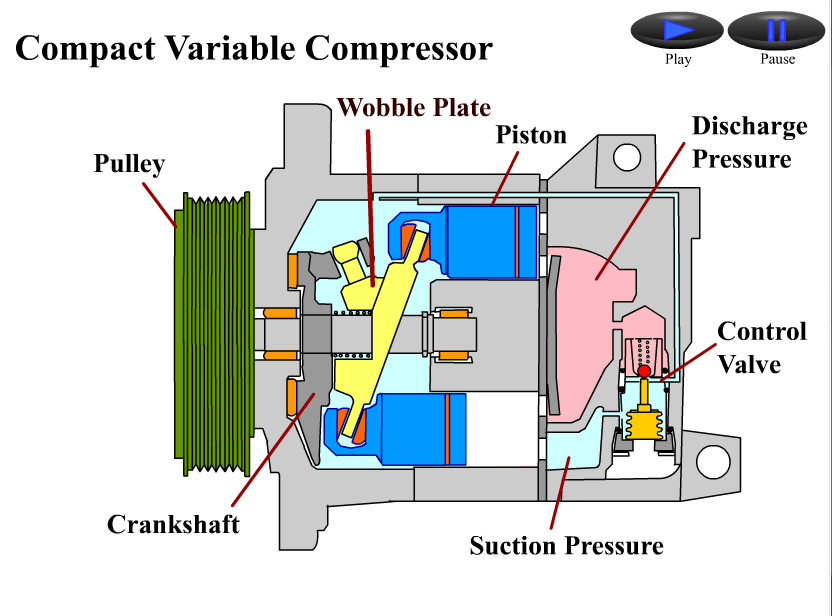 Compact Variable Compressor
Play
Pause
Wobble Plate
Piston
Discharge
Pressure
Pulley
Control
Valve
Crankshaft
Suction Pressure